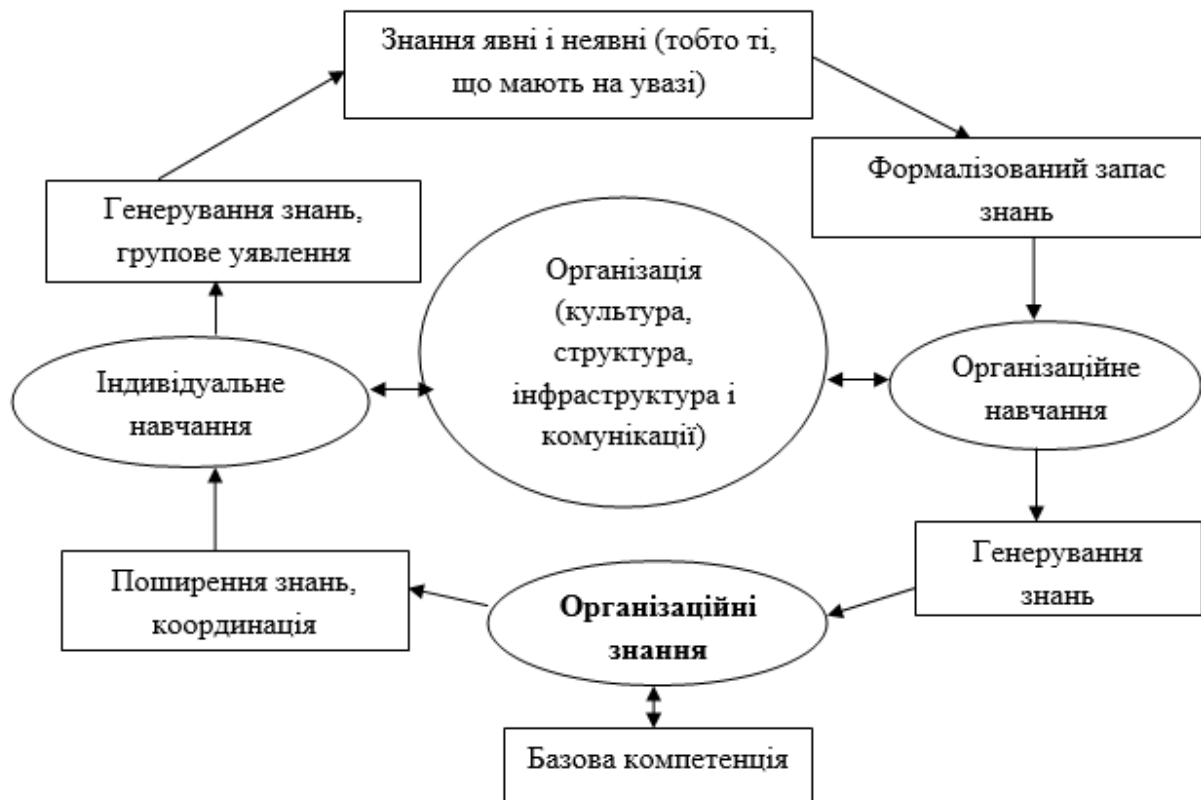 Знання явні і неявні (тобто ті,
що мають на увазі)
Формалізований запас
знань
Генерування знань,
групове уявлення
Організація
(культура,
структура,
інфраструктура і
комунікації)
Організаційне
навчання
Індивідуальне
навчання
Генерування
знань
Поширення знань,
координація
Організаційні
знання
Базова компетенція